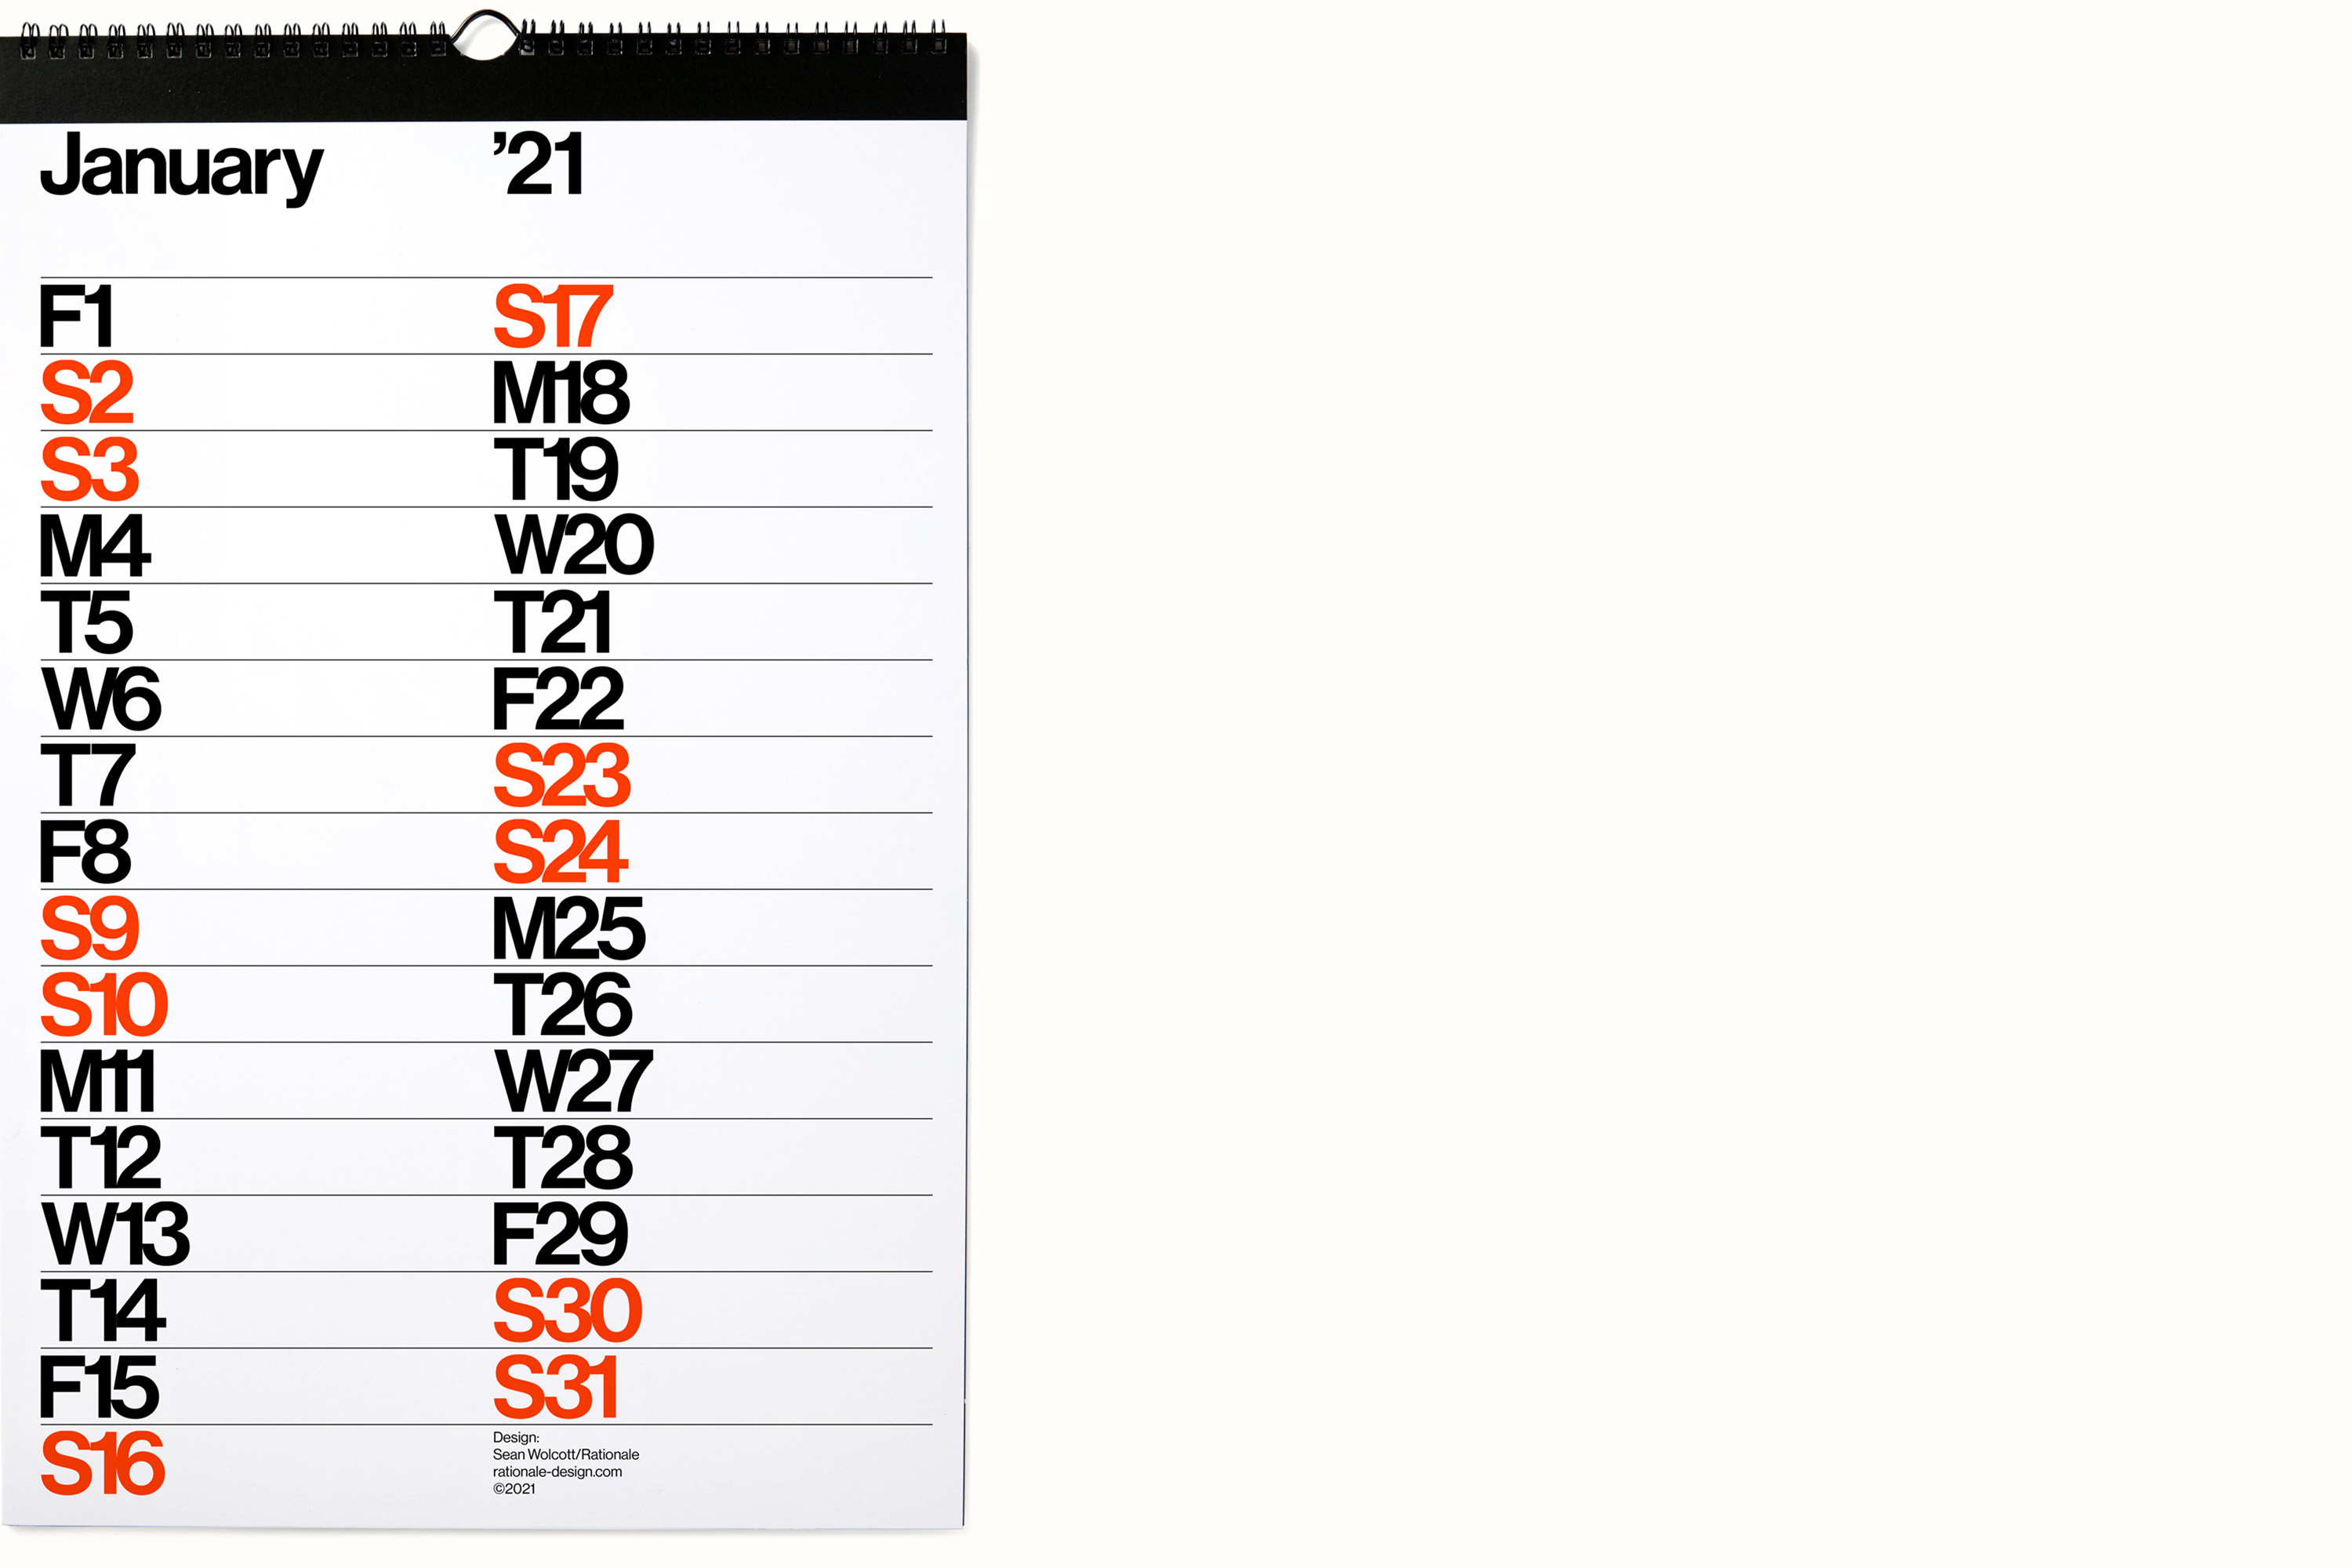 January ’21
F1
S2
S3
M4
T5
W6
T7
F8
S9
S10
M11
T12
W13
T14
F15
S16
S17
M18
T19
W20
T21
F22
S23
S24
M25
T26
W27
T28
F29
S30
S31
Design:
Sean Wolcott/Rationale
rationale-design.com
©2021